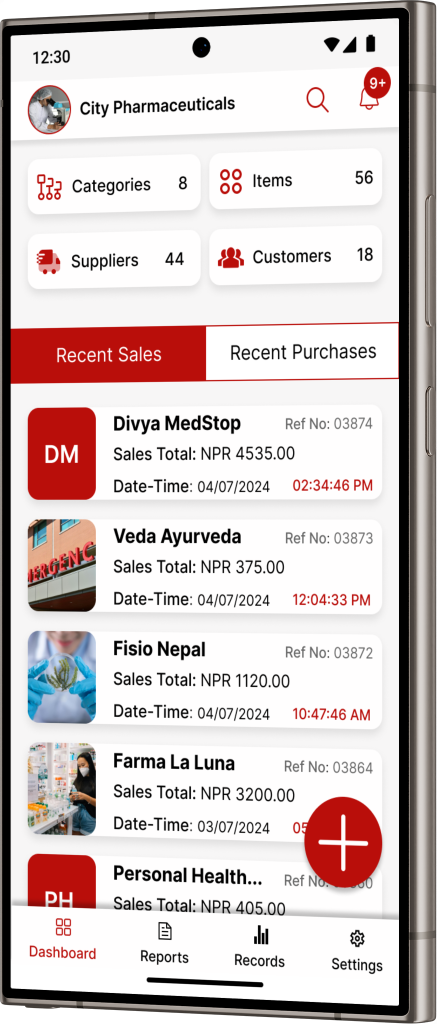 12:30
City Pharmaceuticals
9+
Categories 8
Items 56
Suppliers 44
Customers 18
Recent Sales
Recent Purchases
DM
Divya MedStop
Ref No: 03874
Sales Total: NPR 4535.00
Date-Time: 04/07/2024 02:34:46 PM
EMERGENC
Veda Ayurveda
Ref No: 03873
Sales Total: NPR 375.00
Date-Time: 04/07/2024 12:04:33 PM
Fisio Nepal
Ref No: 03872
Sales Total: NPR 1120.00
Date-Time: 04/07/2024 10:47:46 AM
Farma La Luna
Ref No: 03864
Sales Total: NPR 3200.00
Date-Time: 03/07/2024 05
PH
Personal Health...
Ref No:
Sales Total: NPR 405.00
Dashboard
Reports
Records
Settings